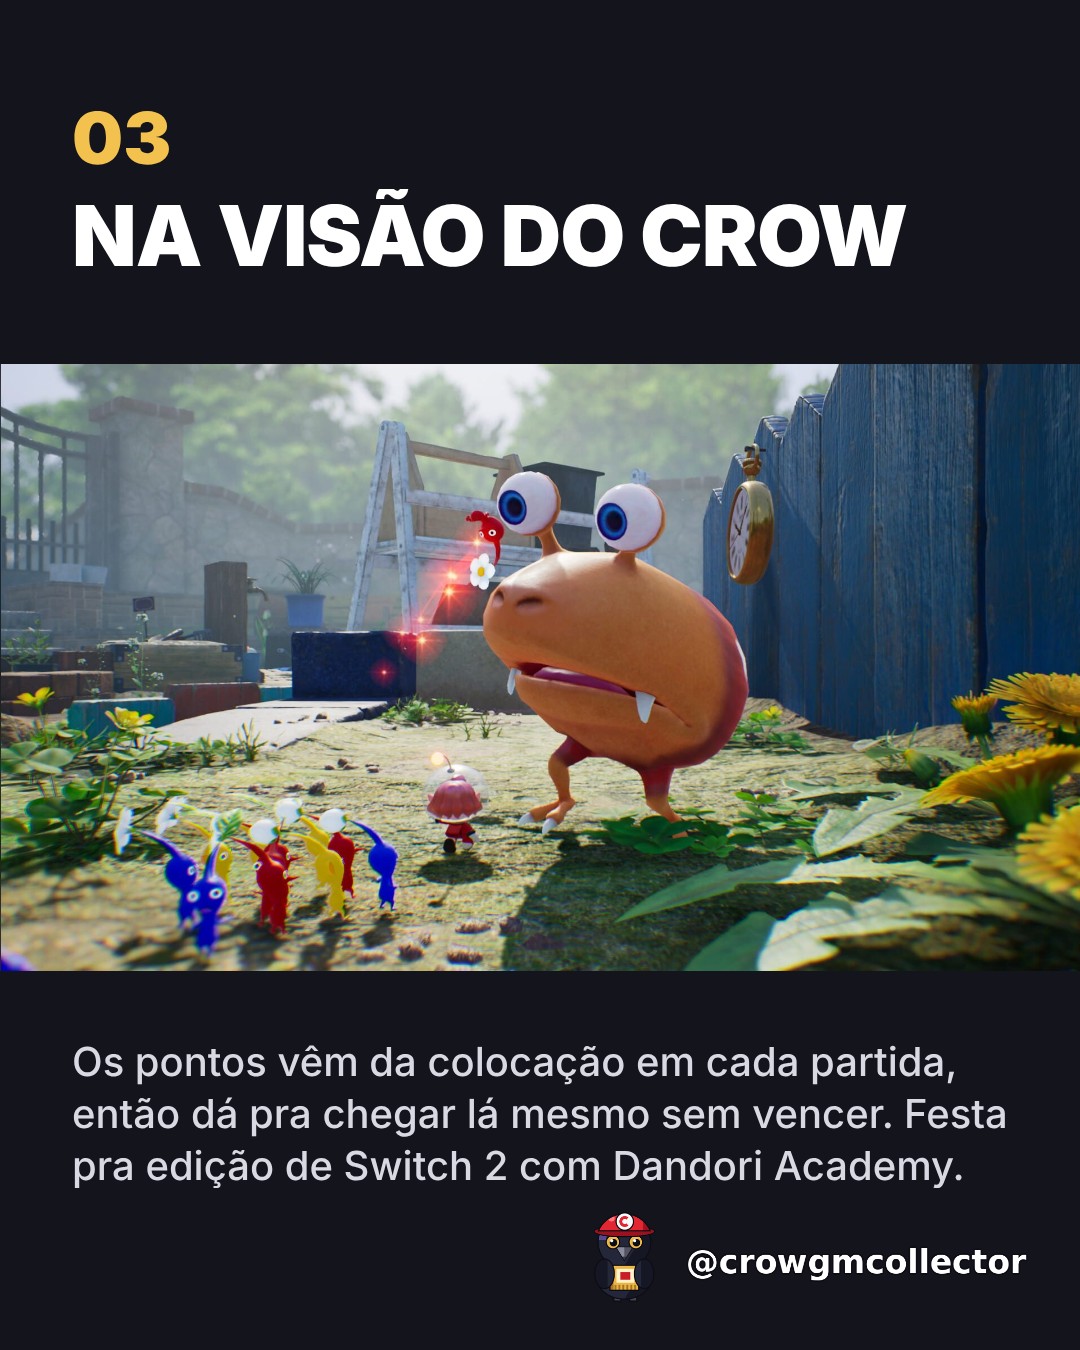 03
NA VISÃO DO CROW
Os pontos vêm da colocação em cada partida,
então dá pra chegar lá mesmo sem vencer. Festa
pra edição de Switch 2 com Dandori Academy.
C
@crowgmcollector